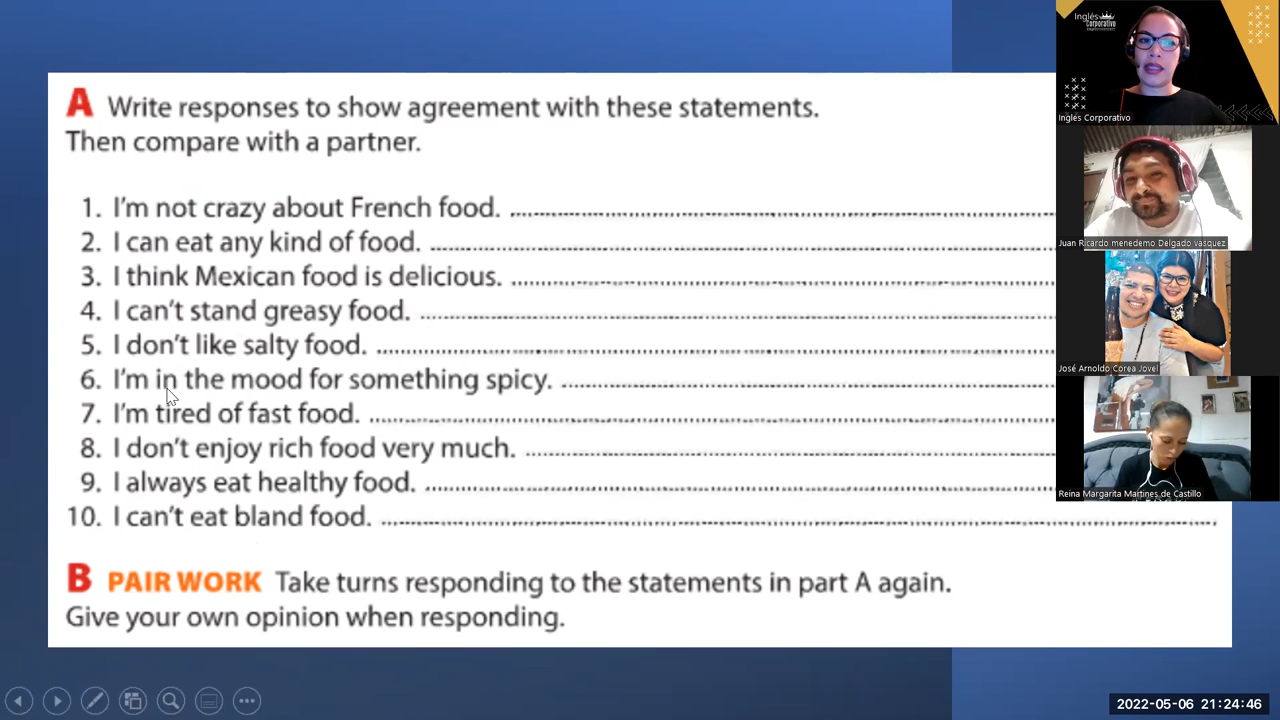 A Write responses to show agreement with these statements.
Then compare with a partner.
1. I'm not crazy about French food.
2. I can eat any kind of food.
3. I think Mexican food is delicious.
4. I can't stand greasy food.
5. I don't like salty food.
6. I'm in the mood for something spicy.
7. I'm tired of fast food.
8. I don't enjoy rich food very much.
9. I always eat healthy food.
10. I can't eat bland food.
B PAIR WORK Take turns responding to the statements in part A again.
Give your own opinion when responding.
Inglés
Corporativo
Inglés Corporativo
Juan Ricardo menedemo Delgado vasquez
José Arnoldo Corea Jovel
Reina Margarita Martines de Castillo
2022-05-06 21:24:46